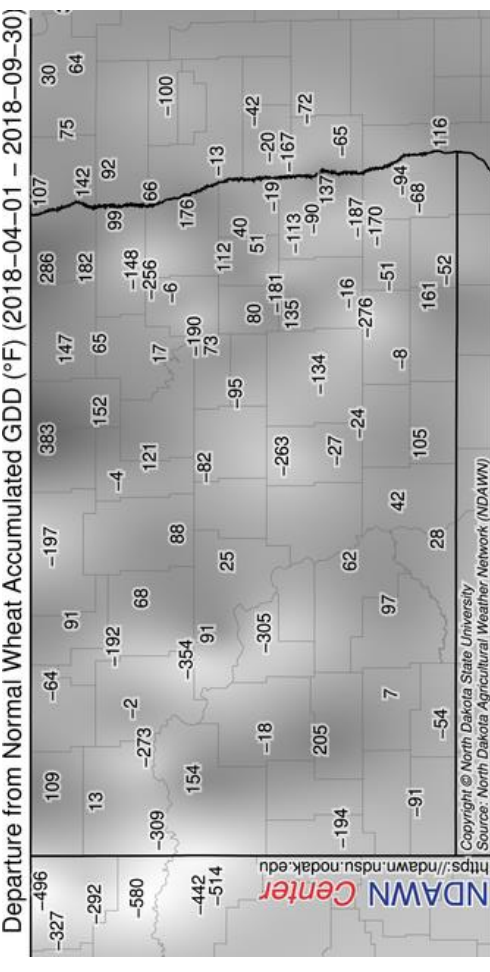 Departure from Normal Wheat Accumulated GDD (°F) (2018–04–01 – 2018–09–30)
–496 107
383 286 30
–327 109 –64 –197
91 147 75 64
182 142
–292 13 152 65 92
–192 –4 99
–580 –2 68 –148
–273 121 –256 66
–309 17 –100
88 –6
–442 154 –354 –190 176
91 –82 73
–514 –13
25 112
–95 40
80 51 –42
–18 –305 –20
–181 –19
–263 135 –113 –167
205 –134 –90 –72
137
–194 –27 –16 –65
62 –24 –187
–276 –170
7 97 –51
42 –8 –94
–91 105 –68
161
–54 28 –52 116
NDAWN Center
https://ndawn.ndsu.nodak.edu
Copyright © North Dakota State University
Source: North Dakota Agricultural Weather Network (NDAWN)